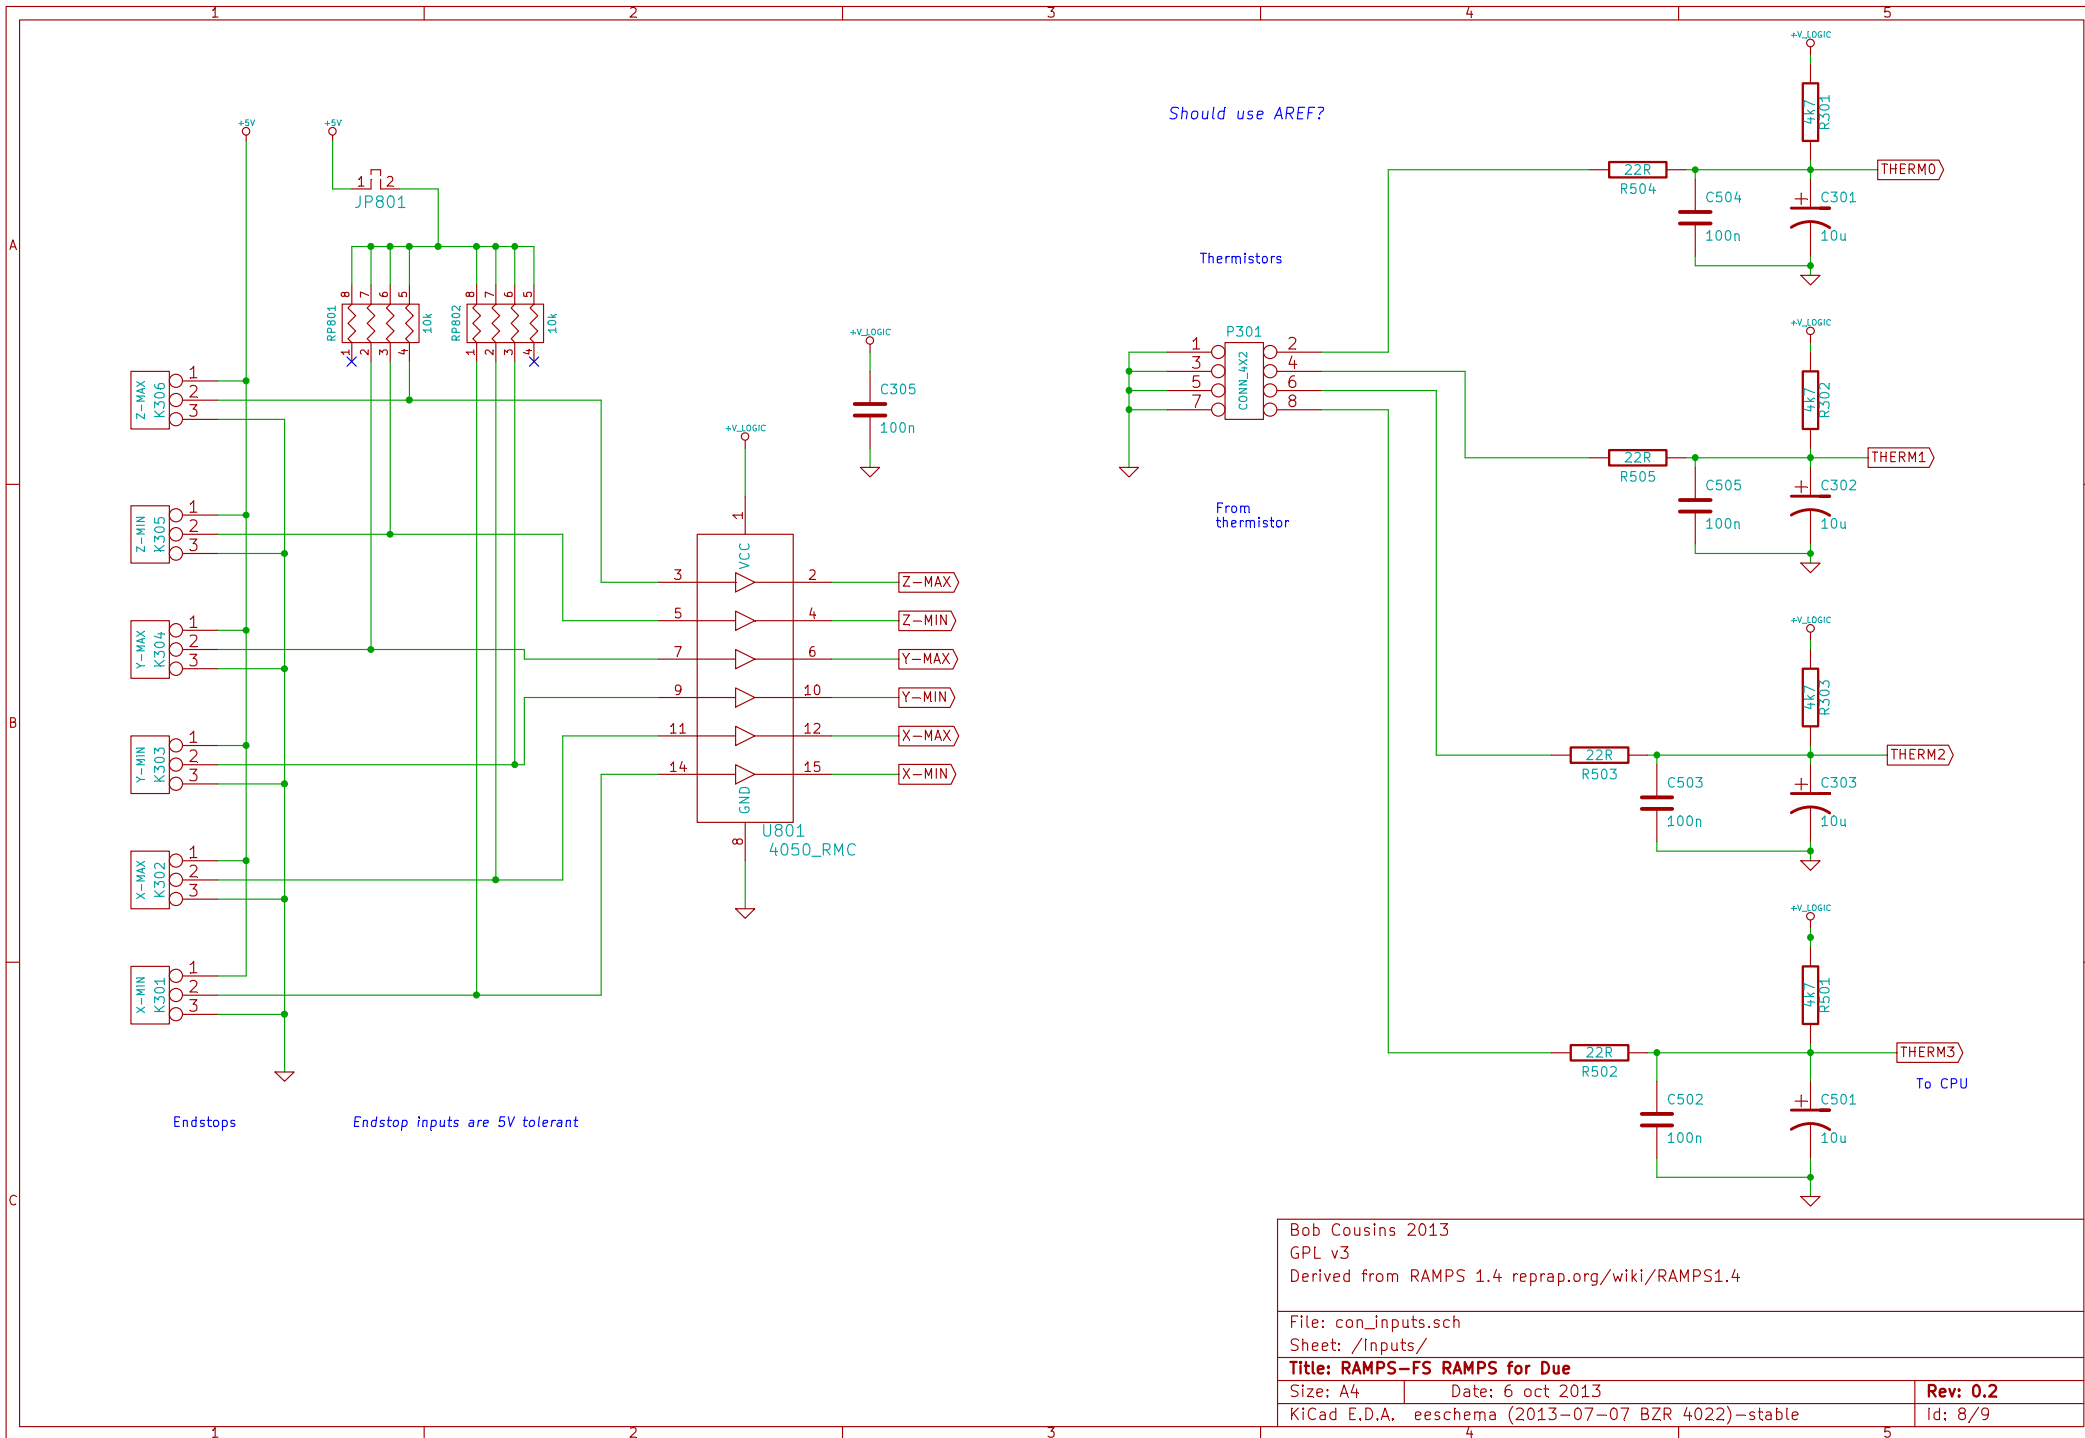 1 2 3 4 5
A
B
C
+5V
+5V
1 2
JP801
8 7 6 5
RP801
10k
1 2 3 4
8 7 6 5
RP802
10k
1 2 3 4
Z-MAX
K306
1
2
3
Z-MIN
K305
1
2
3
Y-MAX
K304
1
2
3
Y-MIN
K303
1
2
3
X-MAX
K302
1
2
3
X-MIN
K301
1
2
3
Endstops
Endstop inputs are 5V tolerant
+V_LOGIC
C305
100n
+V_LOGIC
1
VCC
3 2 Z-MAX
5 4 Z-MIN
7 6 Y-MAX
9 10 Y-MIN
11 12 X-MAX
14 15 X-MIN
GND
8
U801
4050_RMC
Should use AREF?
Thermistors
P301
CONN_4X2
1 2
3 4
5 6
7 8
From
thermistor
+V_LOGIC
4k7
R301
22R
R504
THERM0
C504
100n
+
C301
10u
+V_LOGIC
4k7
R302
22R
R505
THERM1
C505
100n
+
C302
10u
+V_LOGIC
4k7
R303
22R
R503
THERM2
C503
100n
+
C303
10u
+V_LOGIC
4k7
R501
22R
R502
THERM3
To CPU
C502
100n
+
C501
10u
Bob Cousins 2013
GPL v3
Derived from RAMPS 1.4 reprap.org/wiki/RAMPS1.4
File: con_inputs.sch
Sheet: /inputs/
Title: RAMPS-FS RAMPS for Due
Size: A4 Date: 6 oct 2013 Rev: 0.2
KiCad E.D.A. eeschema (2013-07-07 BZR 4022)-stable Id: 8/9
1 2 3 4 5